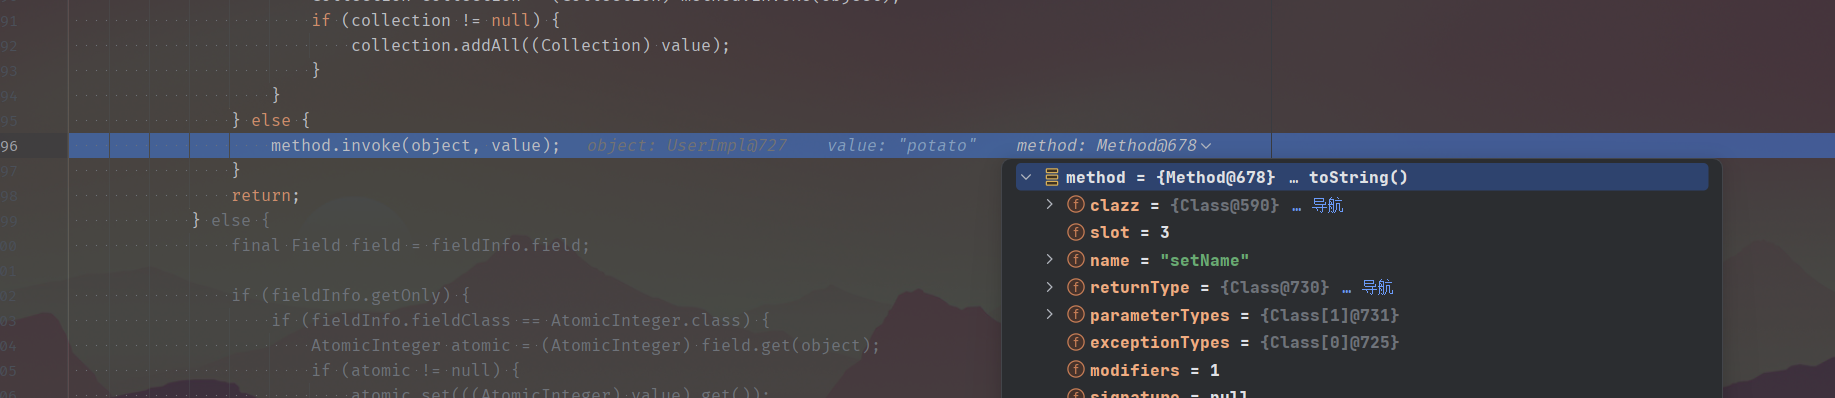 91 if (collection != null) {
92 collection.addAll((Collection) value);
93 }
94 }
95 } else {
96 method.invoke(object, value); object: UserImpl@727 value: "potato" method: Method@678
97 }
98 return;
99 } else {
00 final Field field = fieldInfo.field;
01
02 if (fieldInfo.getOnly) {
03 if (fieldInfo.fieldClass == AtomicInteger.class) {
04 AtomicInteger atomic = (AtomicInteger) field.get(object);
05 if (atomic != null) {
06 atomic.set(((AtomicInteger) value).get());
method = {Method@678} … toString()
clazz = {Class@590} … 导航
slot = 3
name = "setName"
returnType = {Class@730} … 导航
parameterTypes = {Class[1]@731}
exceptionTypes = {Class[0]@725}
modifiers = 1
signature = null